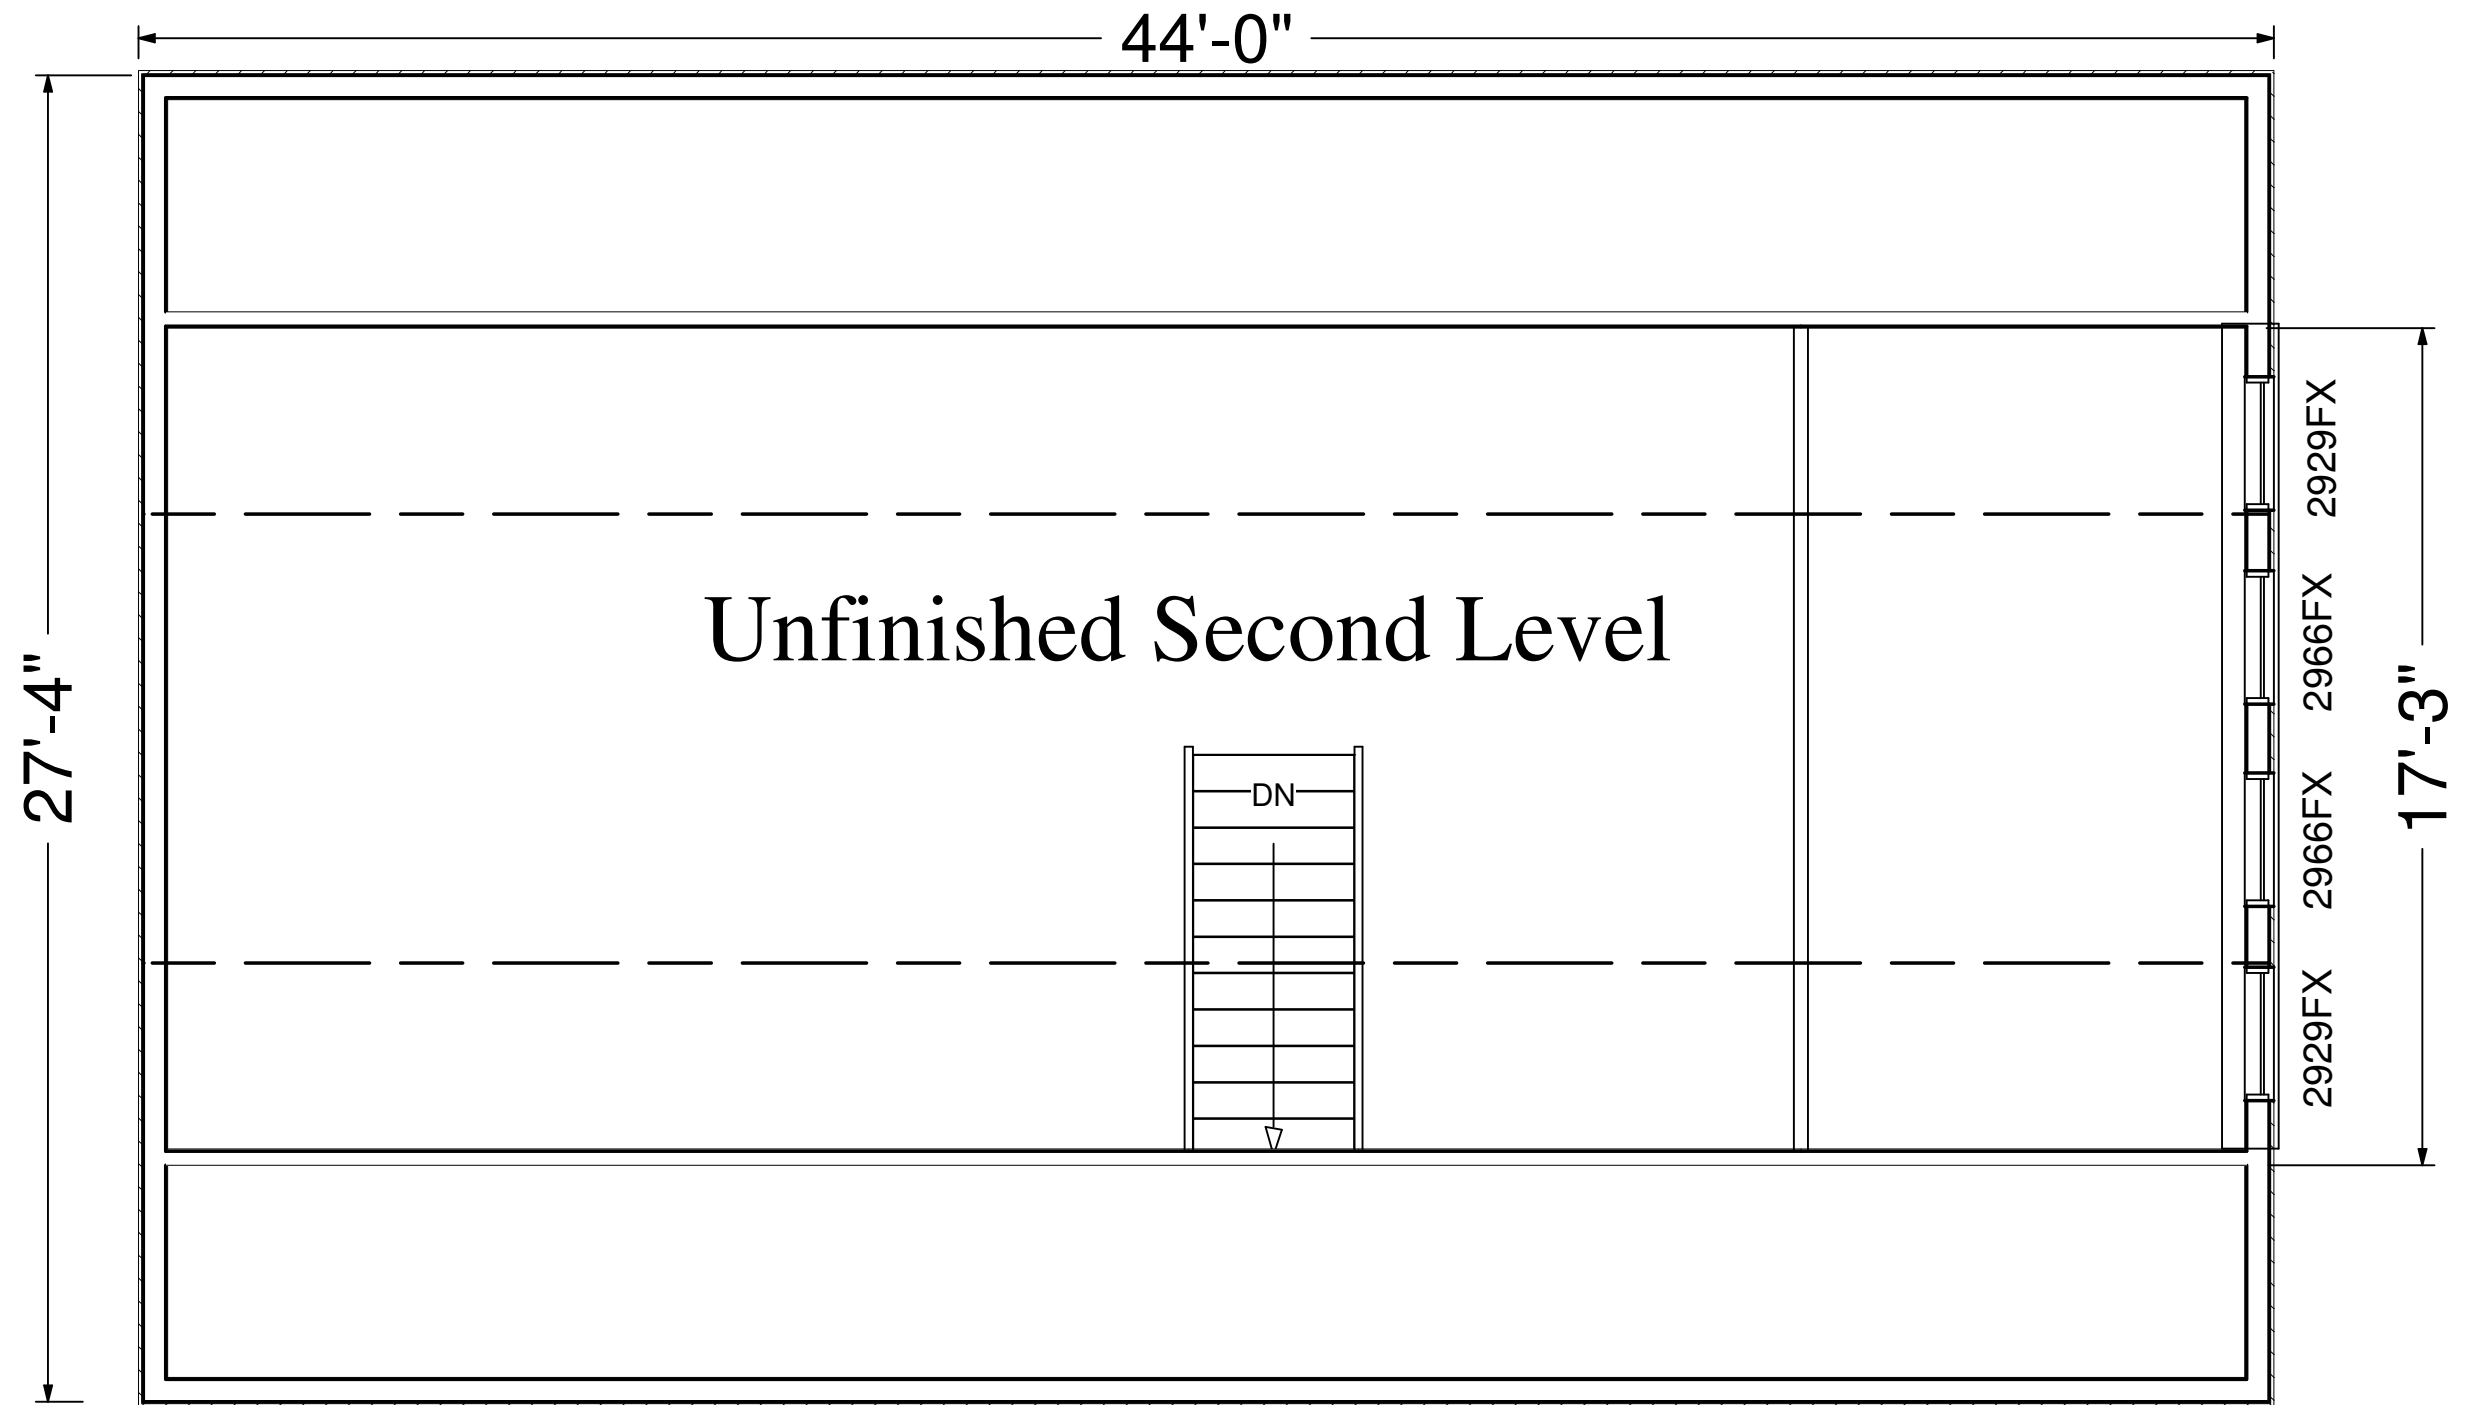 44'-0"
27'-4"
Unfinished Second Level
DN
2929FX
2966FX
2966FX
2929FX
17'-3"